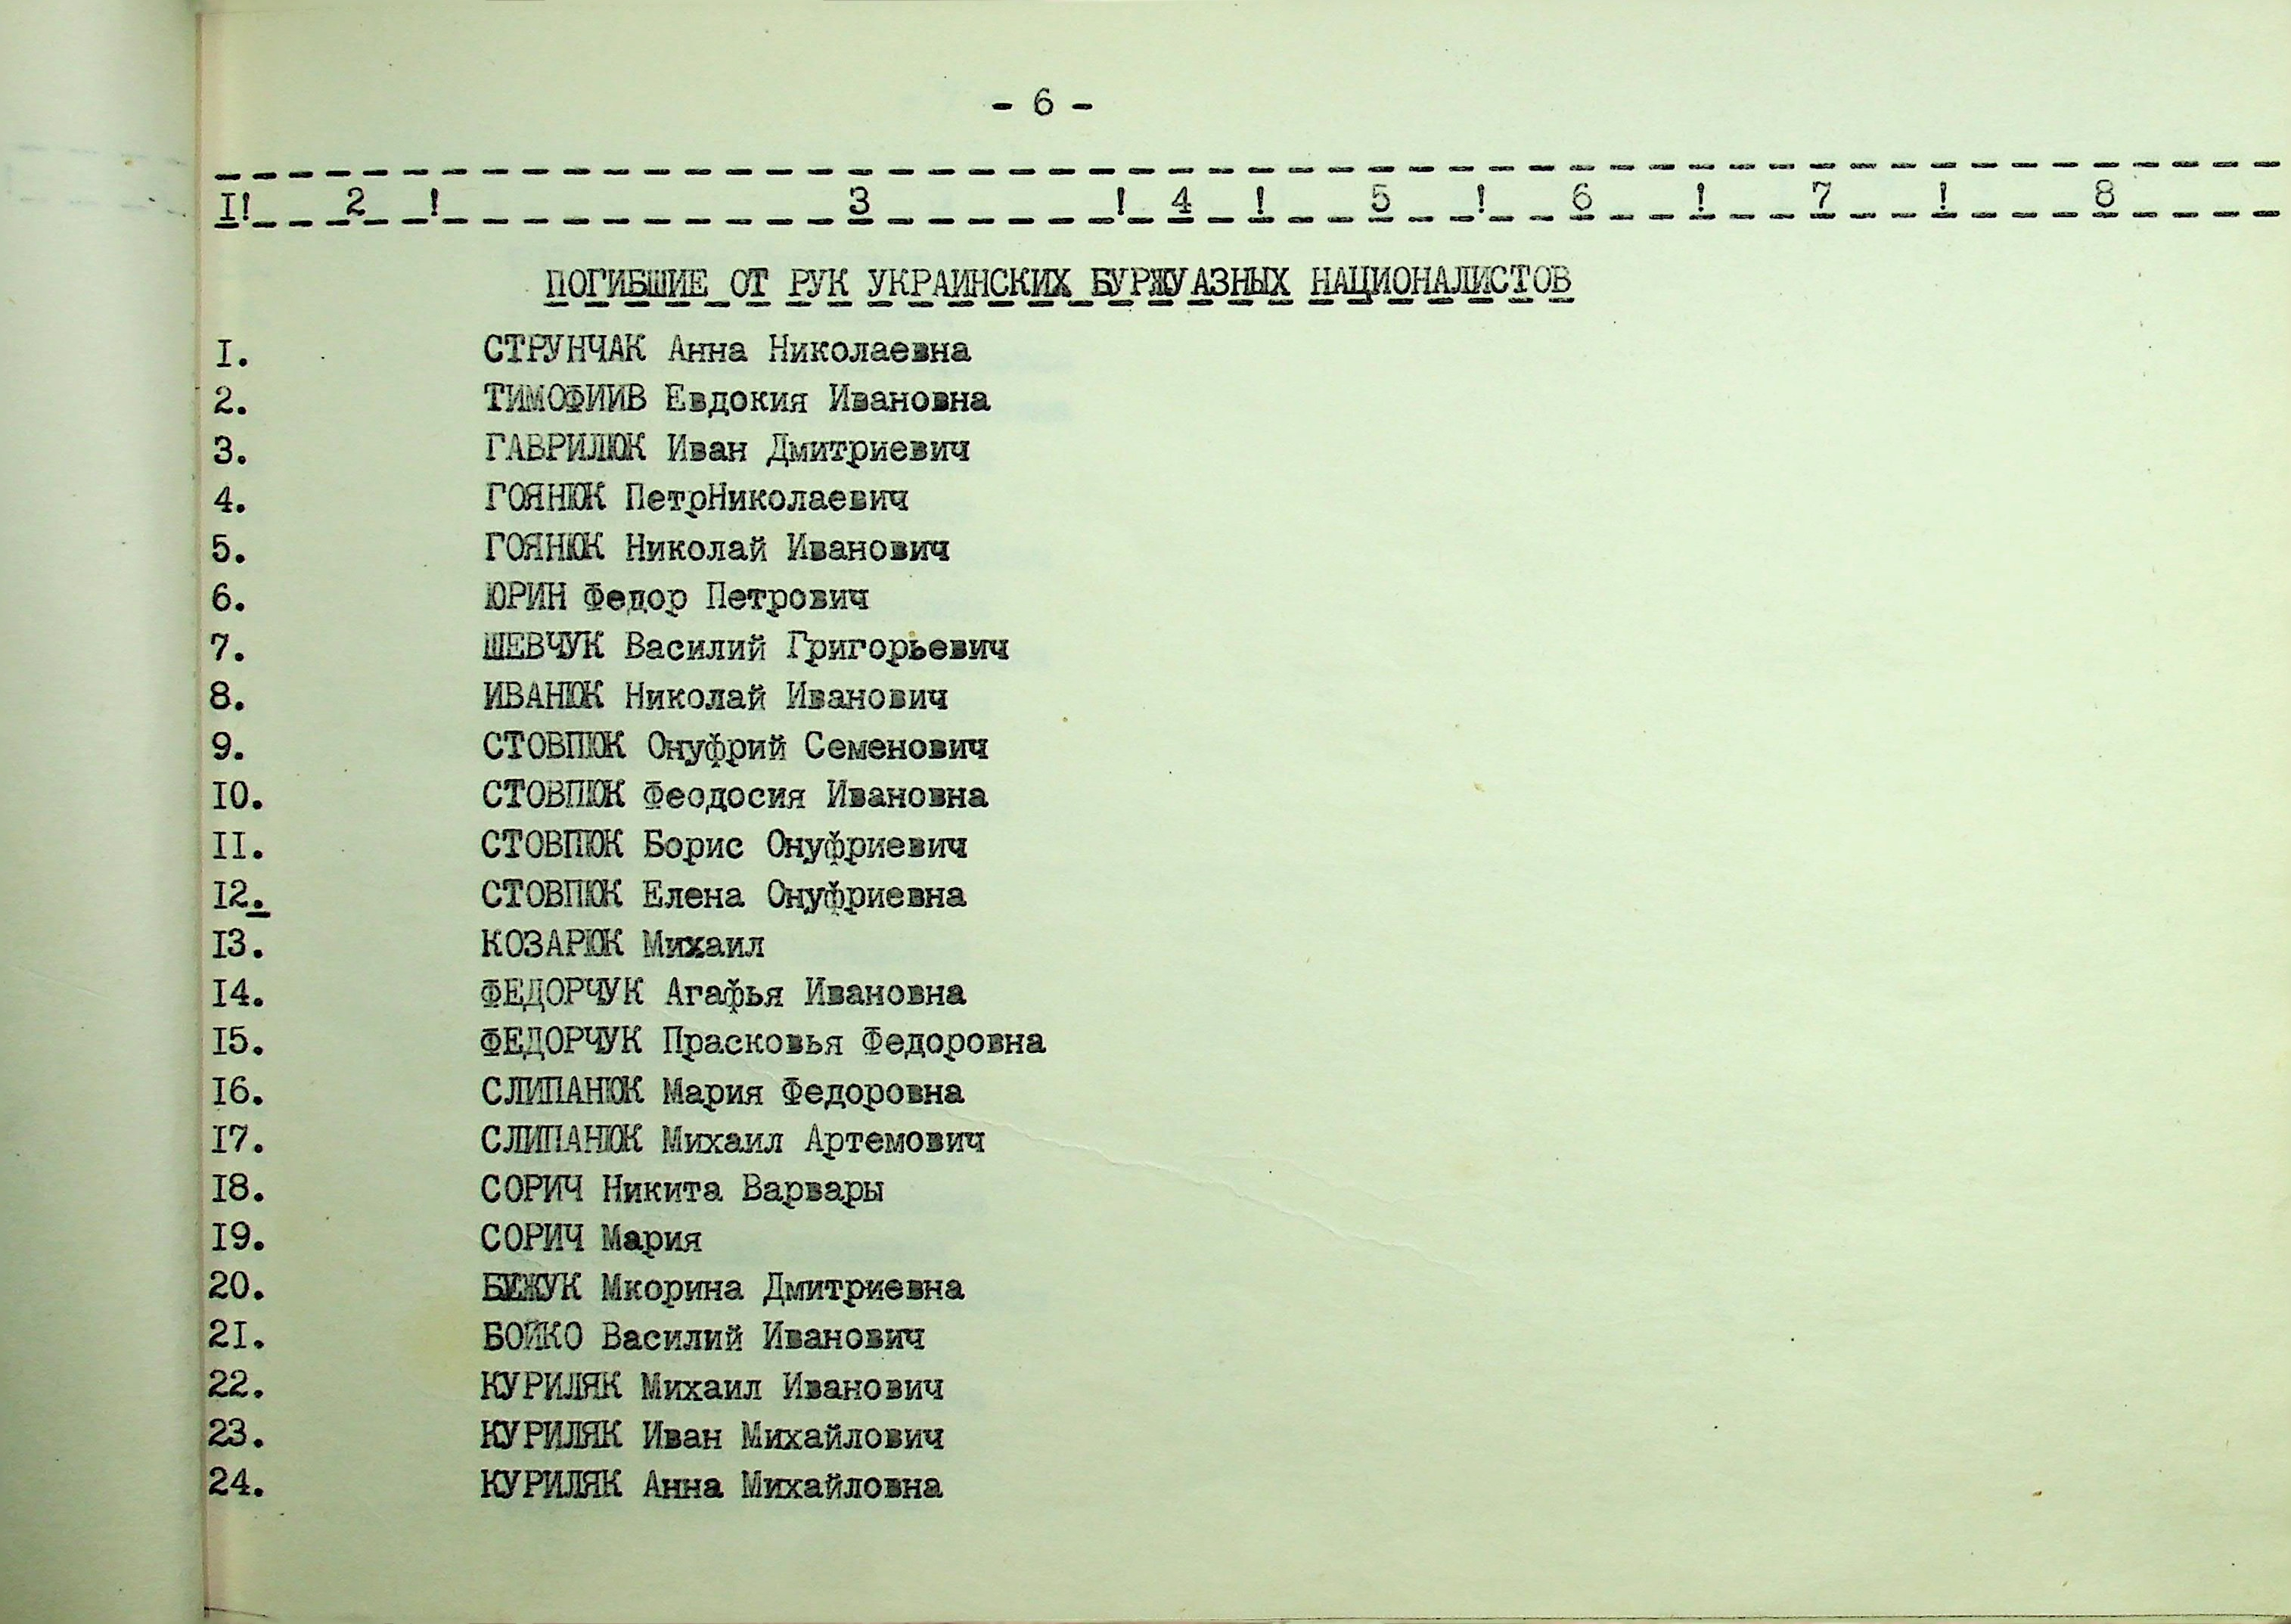 - 6 -
I! 2 ! 3 ! 4 ! 5 ! 6 ! 7 ! 8
ПОГИБШИЕ ОТ РУК УКРАИНСКИХ БУРЖУАЗНЫХ НАЦИОНАЛИСТОВ
I. СТРУНЧАК Анна Николаевна
2. ТИМОФИИВ Евдокия Ивановна
3. ГАВРИЛЮК Иван Дмитриевич
4. ГОЯНЮК ПетрНиколаевич
5. ГОЯНЮК Николай Иванович
6. ЮРИН Федор Петрович
7. ШЕВЧУК Василий Григорьевич
8. ИВАНЮК Николай Иванович
9. СТОВПЮК Онуфрий Семенович
I0. СТОВПЮК Феодосия Ивановна
II. СТОВПЮК Борис Онуфриевич
I2. СТОВПЮК Елена Онуфриевна
I3. КОЗАРЮК Михаил
I4. ФЕДОРЧУК Агафья Ивановна
I5. ФЕДОРЧУК Прасковья Федоровна
I6. СЛИПАНЮК Мария Федоровна
I7. СЛИПАНЮК Михаил Артемович
I8. СОРИЧ Никита Варвары
I9. СОРИЧ Мария
20. БИЖУК Мкорина Дмитриевна
2I. БОЙКО Василий Иванович
22. КУРИЛЯК Михаил Иванович
23. КУРИЛЯК Иван Михайлович
24. КУРИЛЯК Анна Михайловна